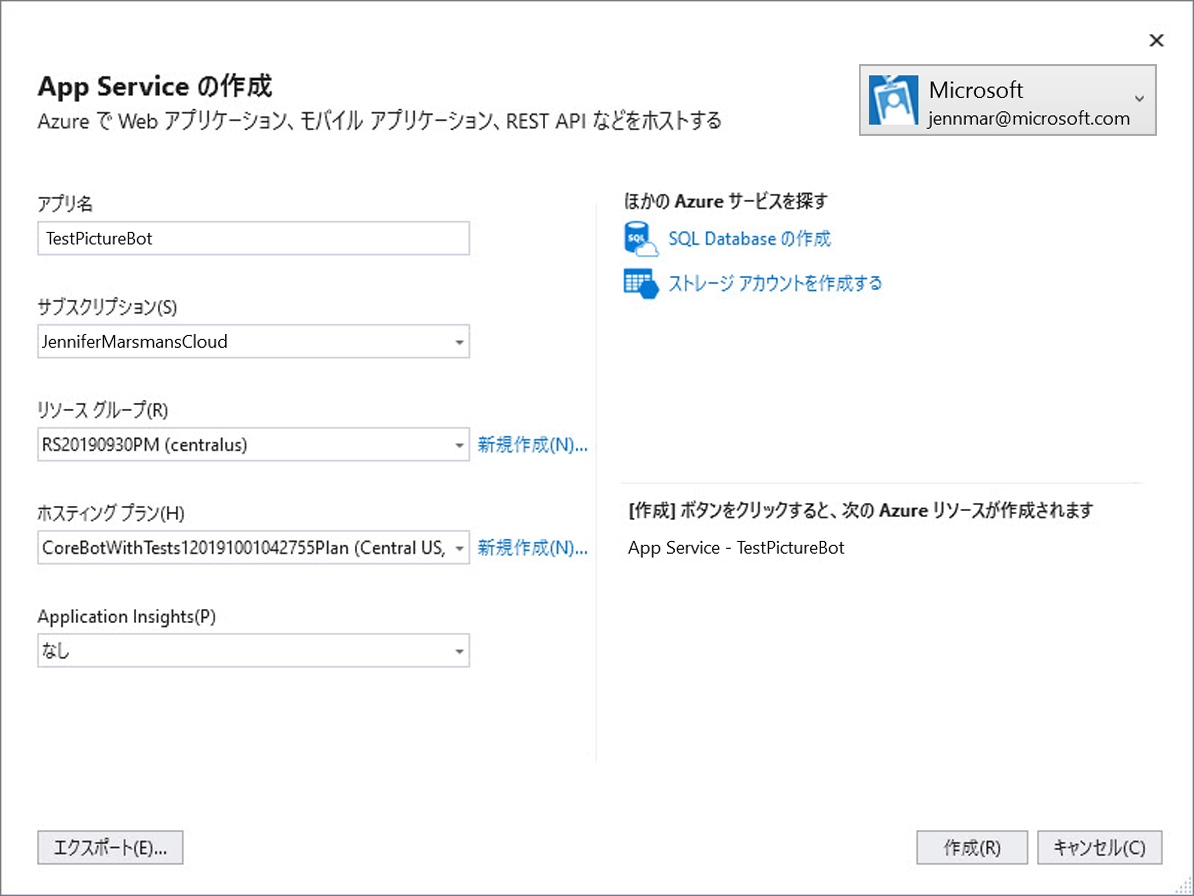 App Service の作成
Azure で Web アプリケーション、モバイル アプリケーション、REST API などをホストする
Microsoft
jennmar@microsoft.com
アプリ名
TestPictureBot
サブスクリプション(S)
JenniferMarsmansCloud
リソース グループ(R)
RS20190930PM (centralus)
新規作成(N)...
ホスティング プラン(H)
CoreBotWithTests120191001042755Plan (Central US,
新規作成(N)...
Application Insights(P)
なし
ほかの Azure サービスを探す
SQL
SQL Database の作成
ストレージ アカウントを作成する
[作成] ボタンをクリックすると、次の Azure リソースが作成されます
App Service - TestPictureBot
エクスポート(E)...
作成(R)
キャンセル(C)